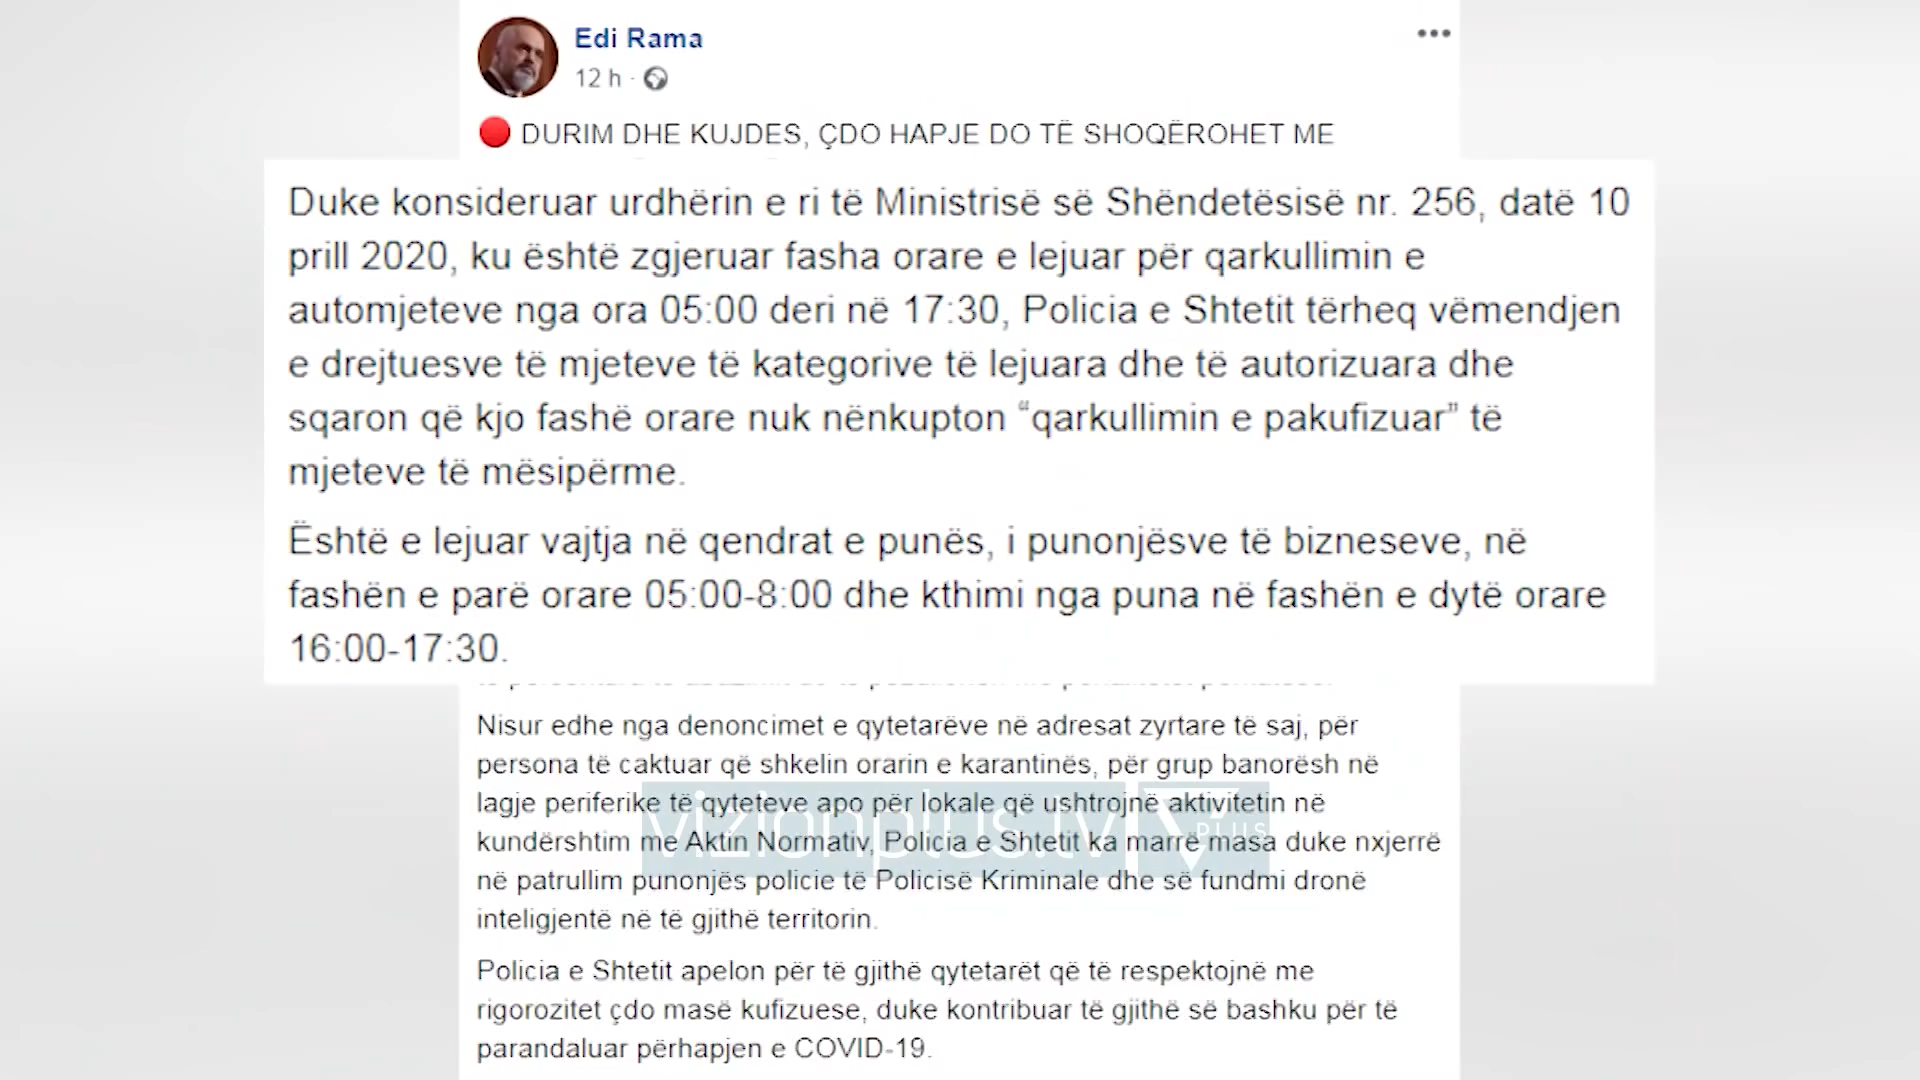 Edi Rama
12 h ·
DURIM DHE KUJDES, ÇDO HAPJE DO TË SHOQËROHET ME
Duke konsideruar urdhërin e ri të Ministrisë së Shëndetësisë nr. 256, datë 10
prill 2020, ku është zgjeruar fasha orare e lejuar për qarkullimin e
automjeteve nga ora 05:00 deri në 17:30, Policia e Shtetit tërheq vëmendjen
e drejtuesve të mjeteve të kategorive të lejuara dhe të autorizuara dhe
sqaron që kjo fashë orare nuk nënkupton “qarkullimin e pakufizuar” të
mjeteve të mësipërme.
Është e lejuar vajtja në qendrat e punës, i punonjësve të bizneseve, në
fashën e parë orare 05:00-8:00 dhe kthimi nga puna në fashën e dytë orare
16:00-17:30.
Nisur edhe nga denoncimet e qytetarëve në adresat zyrtare të saj, për
persona të caktuar që shkelin orarin e karantinës, për grup banorësh në
lagje periferike të qyteteve apo për lokale që ushtrojnë aktivitetin në
kundërshtim me Aktin Normativ, Policia e Shtetit ka marrë masa duke nxjerrë
në patrullim punonjës policie të Policisë Kriminale dhe së fundmi dronë
inteligjentë në të gjithë territorin.
vizionplus.tv PLUS
Policia e Shtetit apelon për të gjithë qytetarët që të respektojnë me
rigorozitet çdo masë kufizuese, duke kontribuar të gjithë së bashku për të
parandaluar përhapjen e COVID-19.